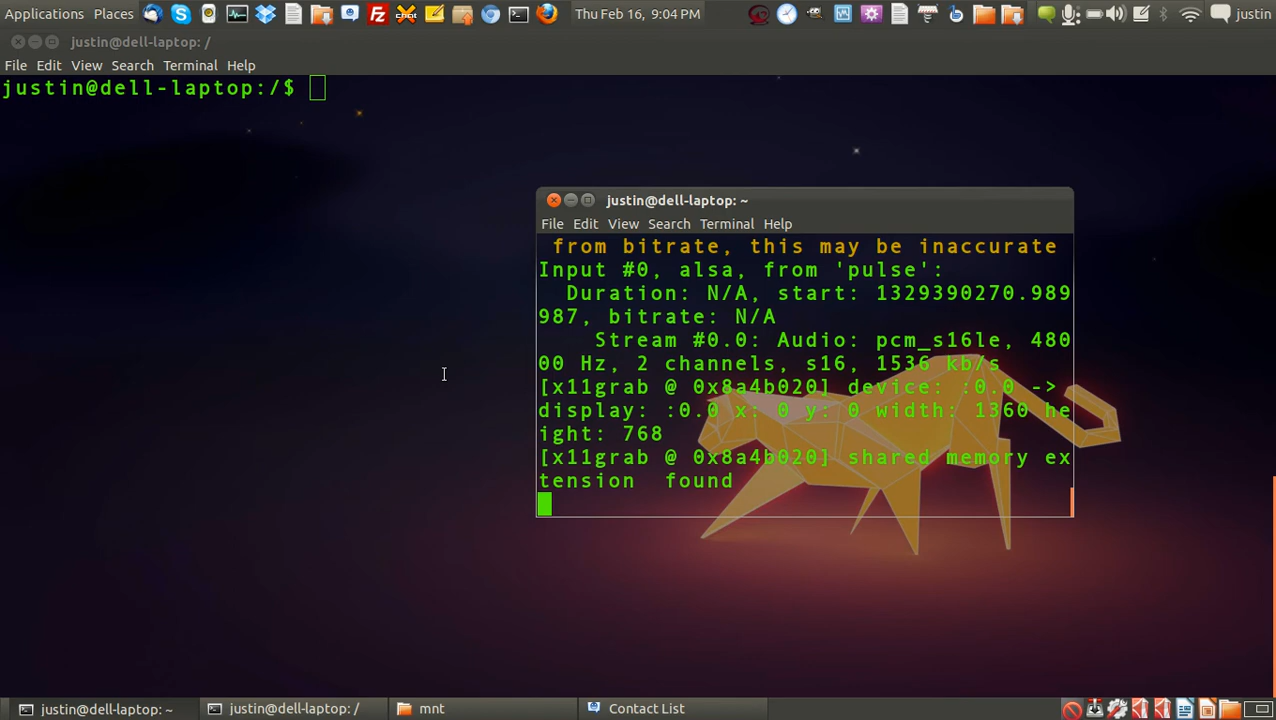 Applications Places Thu Feb 16, 9:04 PM justin
justin@dell-laptop: /
File Edit View Search Terminal Help
justin@dell-laptop:/$
justin@dell-laptop: ~
File Edit View Search Terminal Help
from bitrate, this may be inaccurate
Input #0, alsa, from 'pulse':
Duration: N/A, start: 1329390270.989
987, bitrate: N/A
Stream #0.0: Audio: pcm_s16le, 480
00 Hz, 2 channels, s16, 1536 kb/s
[x11grab @ 0x8a4b020] device: :0.0 ->
display: :0.0 x: 0 y: 0 width: 1360 he
ight: 768
[x11grab @ 0x8a4b020] shared memory ex
tension  found
justin@dell-laptop: ~ justin@dell-laptop: / mnt Contact List